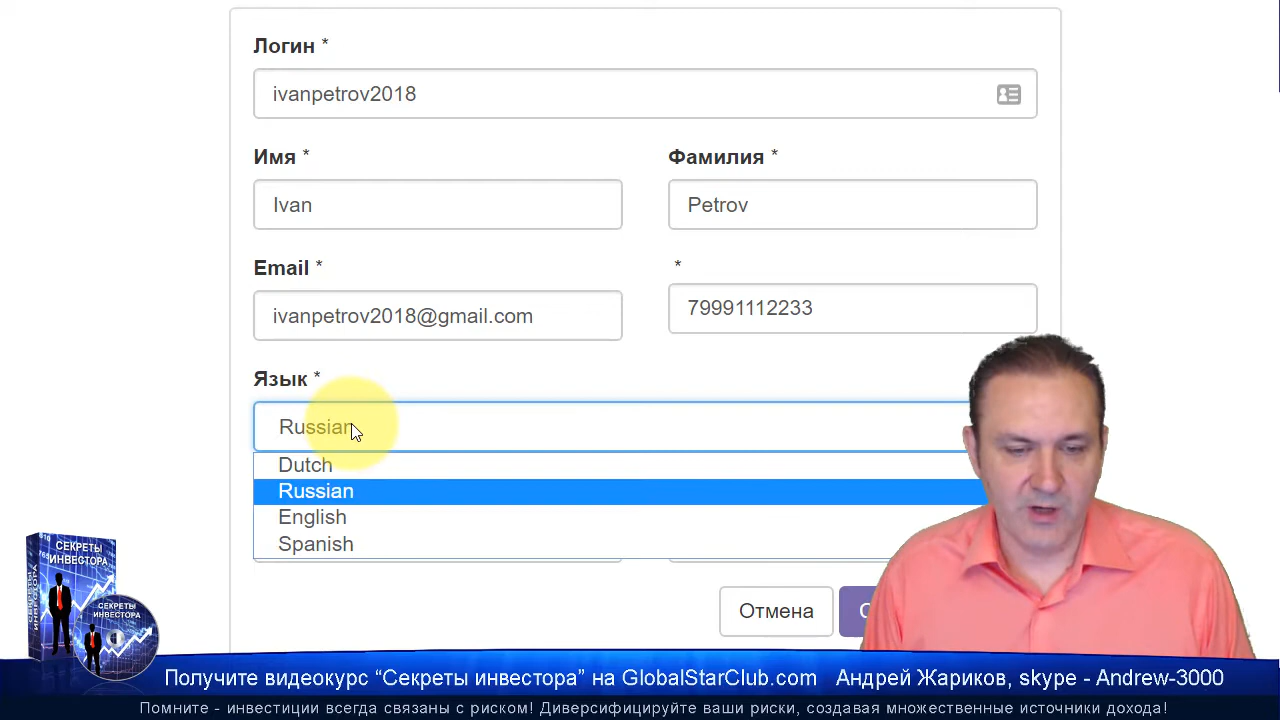 Логин *
ivanpetrov2018
Имя *
Фамилия *
Ivan
Petrov
Email *
*
ivanpetrov2018@gmail.com
79991112233
Язык *
Russian
Dutch
Russian
English
Spanish
Отмена
С
СЕКРЕТЫ
ИНВЕСТОРА
СЕКРЕТЫ
ИНВЕСТОРА
Получите видеокурс “Секреты инвестора” на GlobalStarClub.com Андрей Жариков, skype - Andrew-3000
Помните - инвестиции всегда связаны с риском! Диверсифицируйте ваши риски, создавая множественные источники дохода!